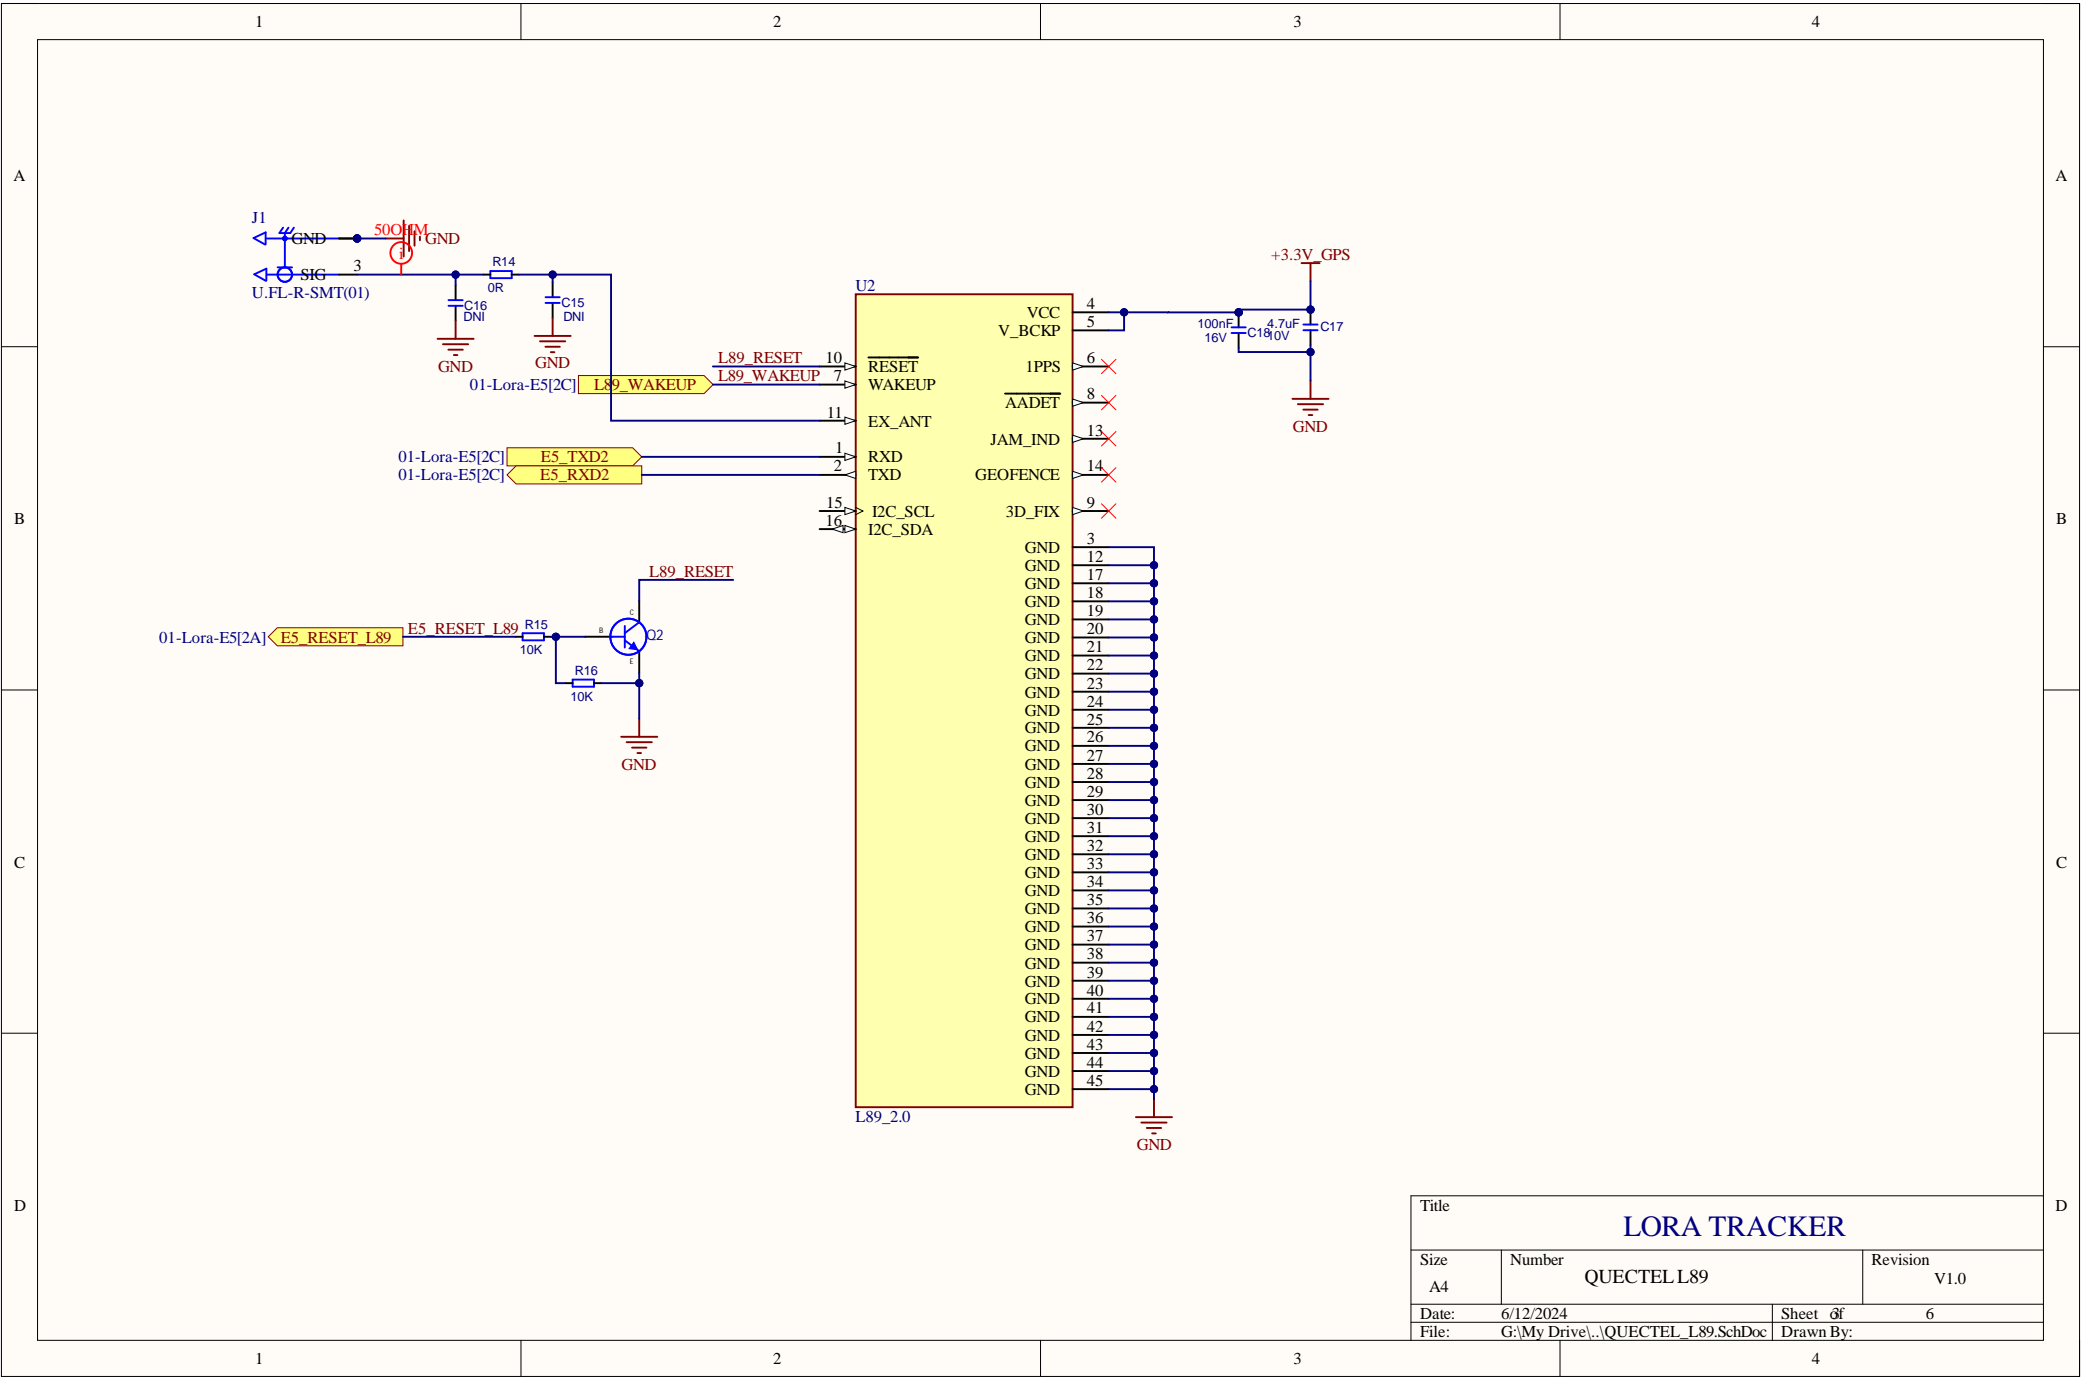 1 2 3 4
A A
B B
C C
D D
J1
GND
50OHM
GND
3
SIG
U.FL-R-SMT(01)
R14
0R
C16
DNI
GND
C15
DNI
GND
+3.3V_GPS
100nF
16V
C18
4.7uF
10V
C17
GND
U2
VCC 4
V_BCKP 5
L89_RESET 10 RESET
1PPS 6
01-Lora-E5[2C] L89_WAKEUP L89_WAKEUP 7 WAKEUP
AADET 8
11 EX_ANT
JAM_IND 13
01-Lora-E5[2C] E5_TXD2 1 RXD
01-Lora-E5[2C] E5_RXD2 2 TXD
GEOFENCE 14
15 I2C_SCL
3D_FIX 9
16 I2C_SDA
GND 3
GND 12
GND 17
GND 18
GND 19
GND 20
GND 21
GND 22
GND 23
GND 24
GND 25
GND 26
GND 27
GND 28
GND 29
GND 30
GND 31
GND 32
GND 33
GND 34
GND 35
GND 36
GND 37
GND 38
GND 39
GND 40
GND 41
GND 42
GND 43
GND 44
GND 45
L89_2.0
GND
L89_RESET
01-Lora-E5[2A] E5_RESET_L89 E5_RESET_L89
R15
10K
B
C
E
Q2
R16
10K
GND
Title
LORA TRACKER
Size
A4
Number
QUECTEL L89
Revision
V1.0
Date: 6/12/2024
Sheet 3 of 6
File: G:\My Drive\..\QUECTEL_L89.SchDoc
Drawn By:
1 2 3 4